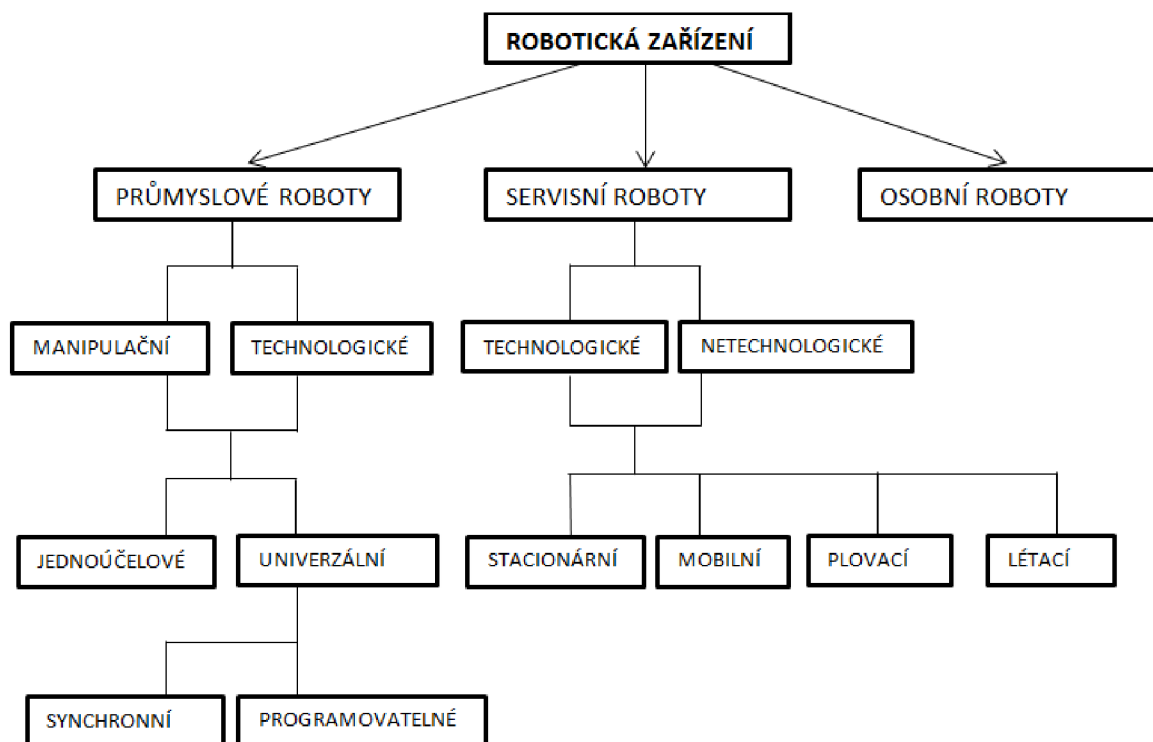 ROBOTICKÁ ZAŘÍZENÍ
PRŮMYSLOVÉ ROBOTY
SERVISNÍ ROBOTY
OSOBNÍ ROBOTY
MANIPULAČNÍ
TECHNOLOGICKÉ
TECHNOLOGICKÉ
NETECHNOLOGICKÉ
JEDNOÚČELOVÉ
UNIVERZÁLNÍ
STACIONÁRNÍ
MOBILNÍ
PLOVACÍ
LÉTACÍ
SYNCHRONNÍ
PROGRAMOVATELNÉ